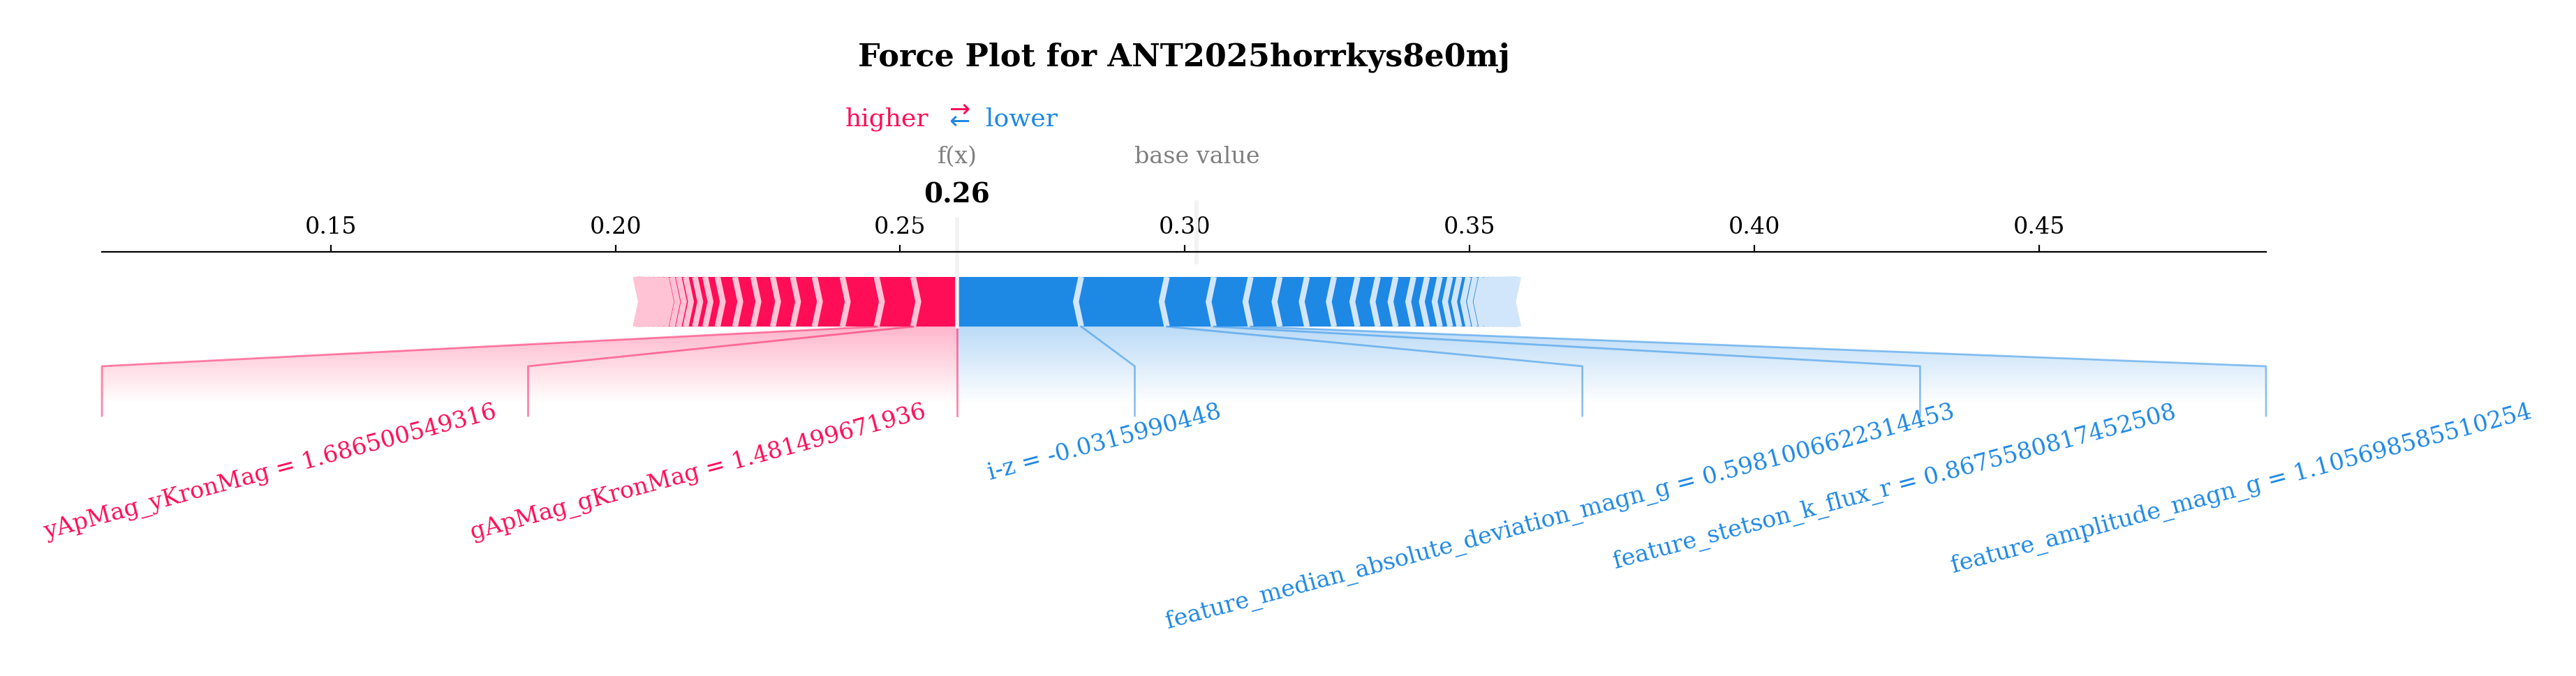 Force Plot for ANT2025horrkys8e0mj
higher ⇄ lower
f(x) base value
0.26
0.15 0.20 0.25 0.30 0.35 0.40 0.45
yApMag_yKronMag = 1.686500549316
gApMag_gKronMag = 1.481499671936
i-z = -0.0315990448
feature_median_absolute_deviation_magn_g = 0.5981006622314453
feature_stetson_k_flux_r = 0.8675580817452508
feature_amplitude_magn_g = 1.105698585510254